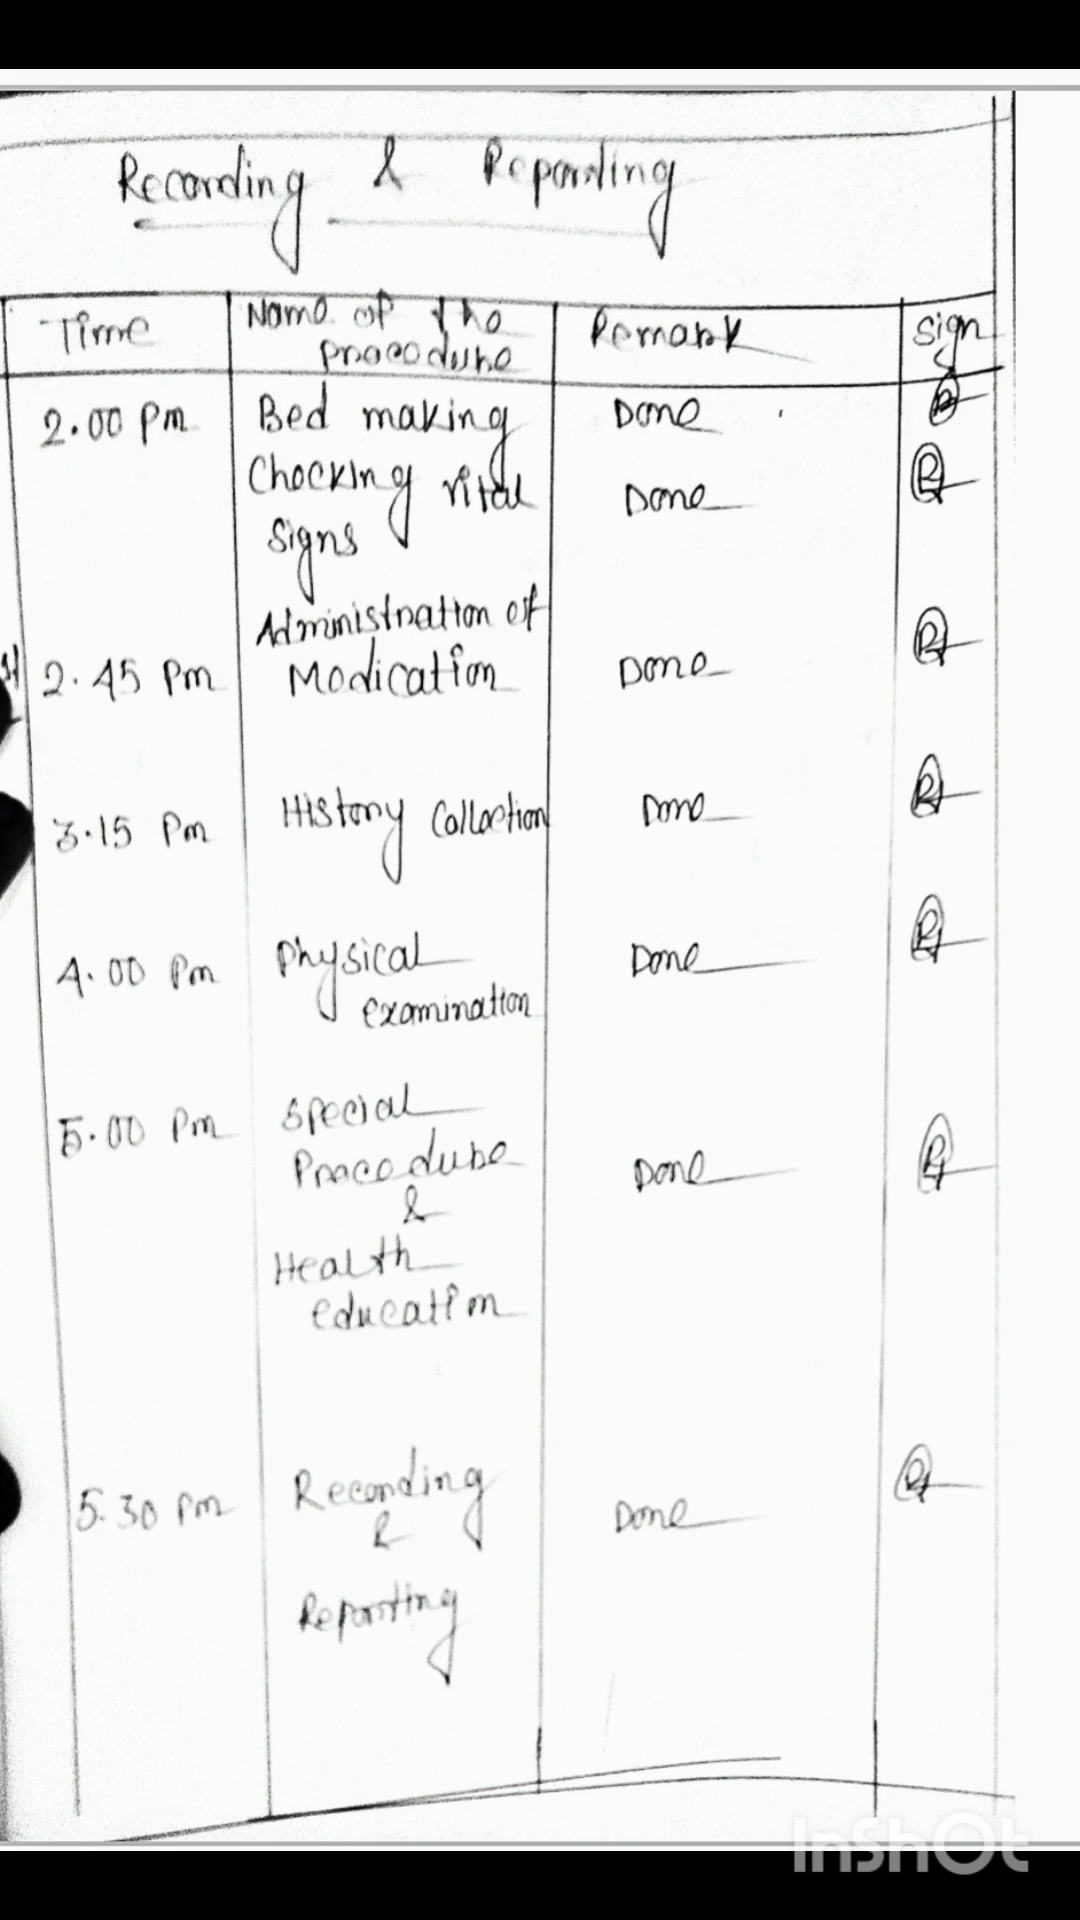 Recording & Reporting
Time
Name of the
procedure
Remark
Sign
2.00 Pm
Bed making
Done
Checking vital
signs
Done
Administration of
2.45 Pm
Medication
Done
3.15 Pm
History Collection
Done
4.00 Pm
Physical
examination
Done
5.00 Pm
Special
Procedure
&
Health
education
Done
5.30 Pm
Recording
&
Reporting
Done
InShOt